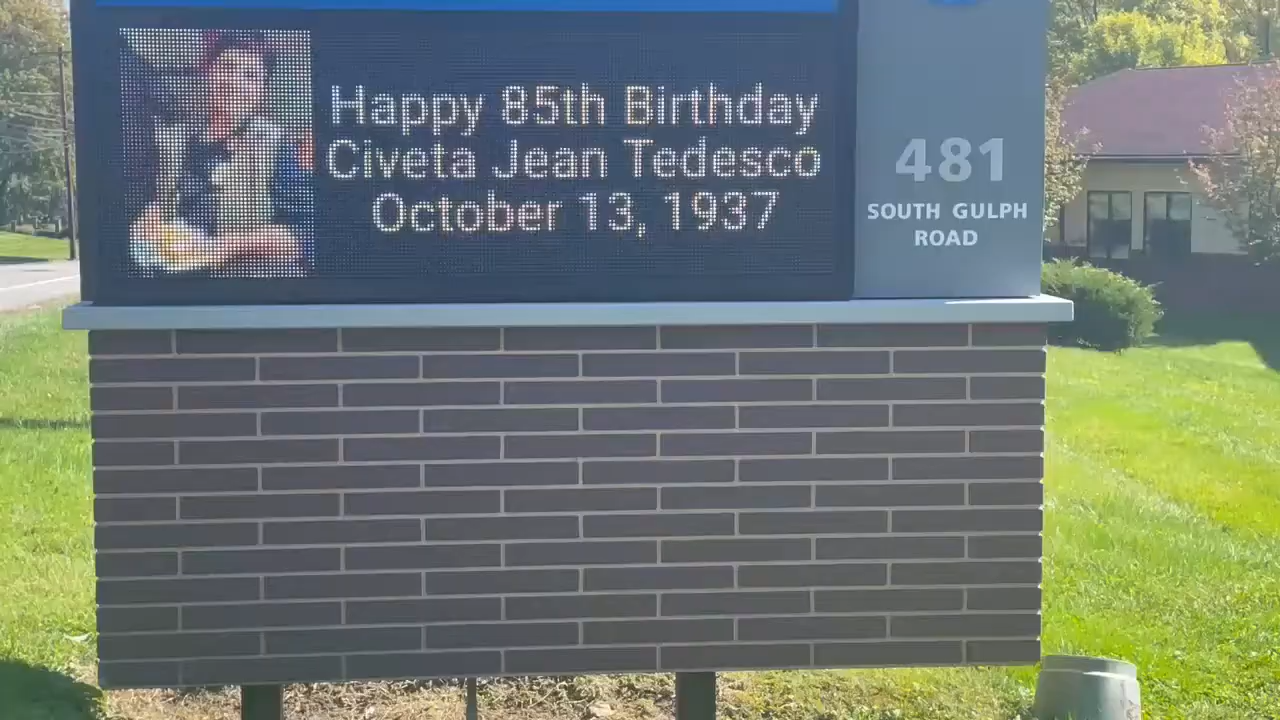 Happy 85th Birthday
Civeta Jean Tedesco
October 13, 1937
481
SOUTH GULPH
ROAD